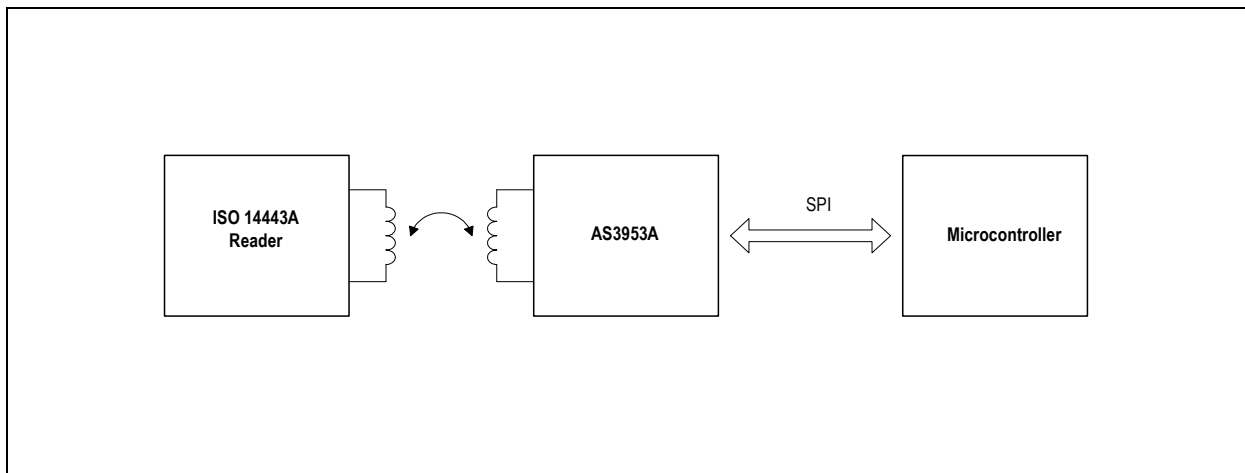 ISO 14443A
Reader
AS3953A
SPI
Microcontroller